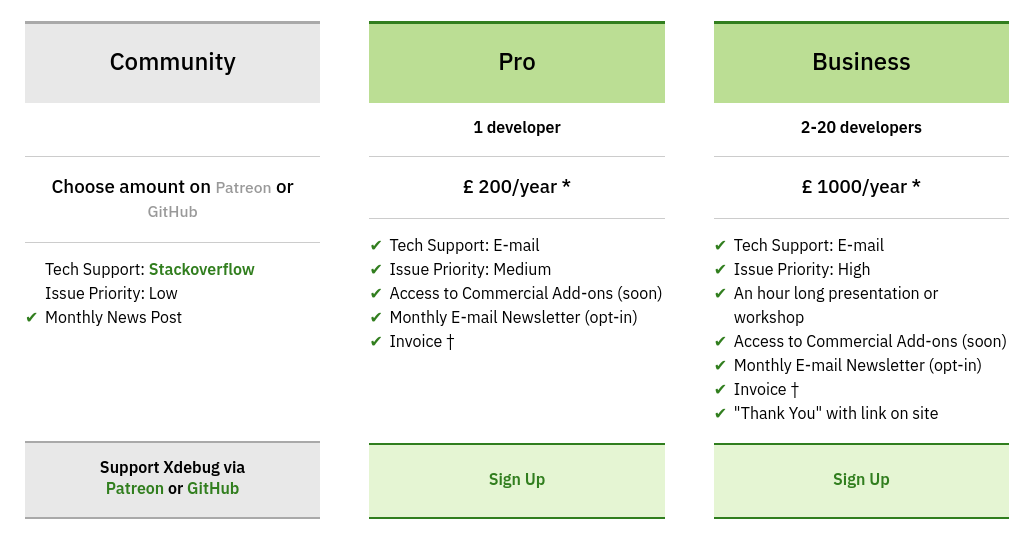 Community
Choose amount on Patreon or
GitHub
Tech Support: Stackoverflow
Issue Priority: Low
✔ Monthly News Post
Support Xdebug via
Patreon or GitHub
Pro
1 developer
£ 200/year *
✔ Tech Support: E-mail
✔ Issue Priority: Medium
✔ Access to Commercial Add-ons (soon)
✔ Monthly E-mail Newsletter (opt-in)
✔ Invoice †
Sign Up
Business
2-20 developers
£ 1000/year *
✔ Tech Support: E-mail
✔ Issue Priority: High
✔ An hour long presentation or
workshop
✔ Access to Commercial Add-ons (soon)
✔ Monthly E-mail Newsletter (opt-in)
✔ Invoice †
✔ "Thank You" with link on site
Sign Up